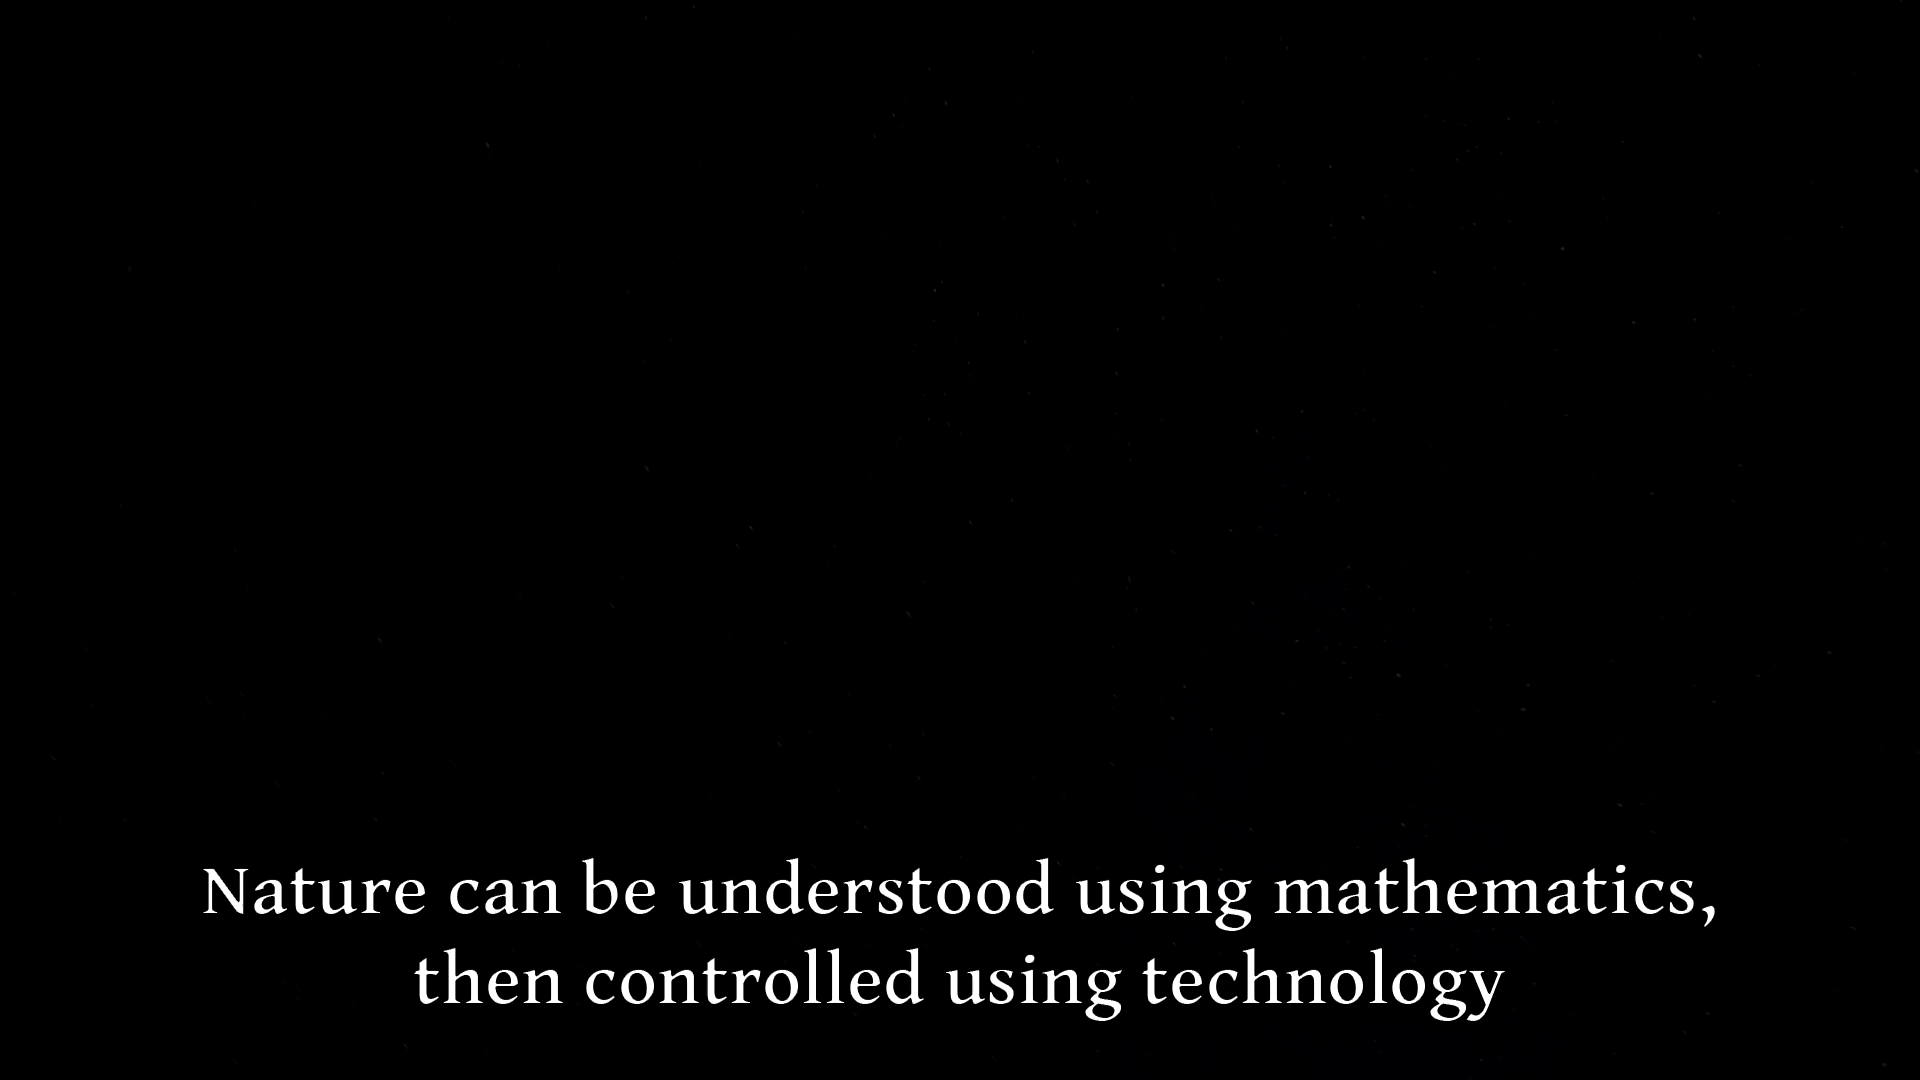 Nature can be understood using mathematics,
then controlled using technology